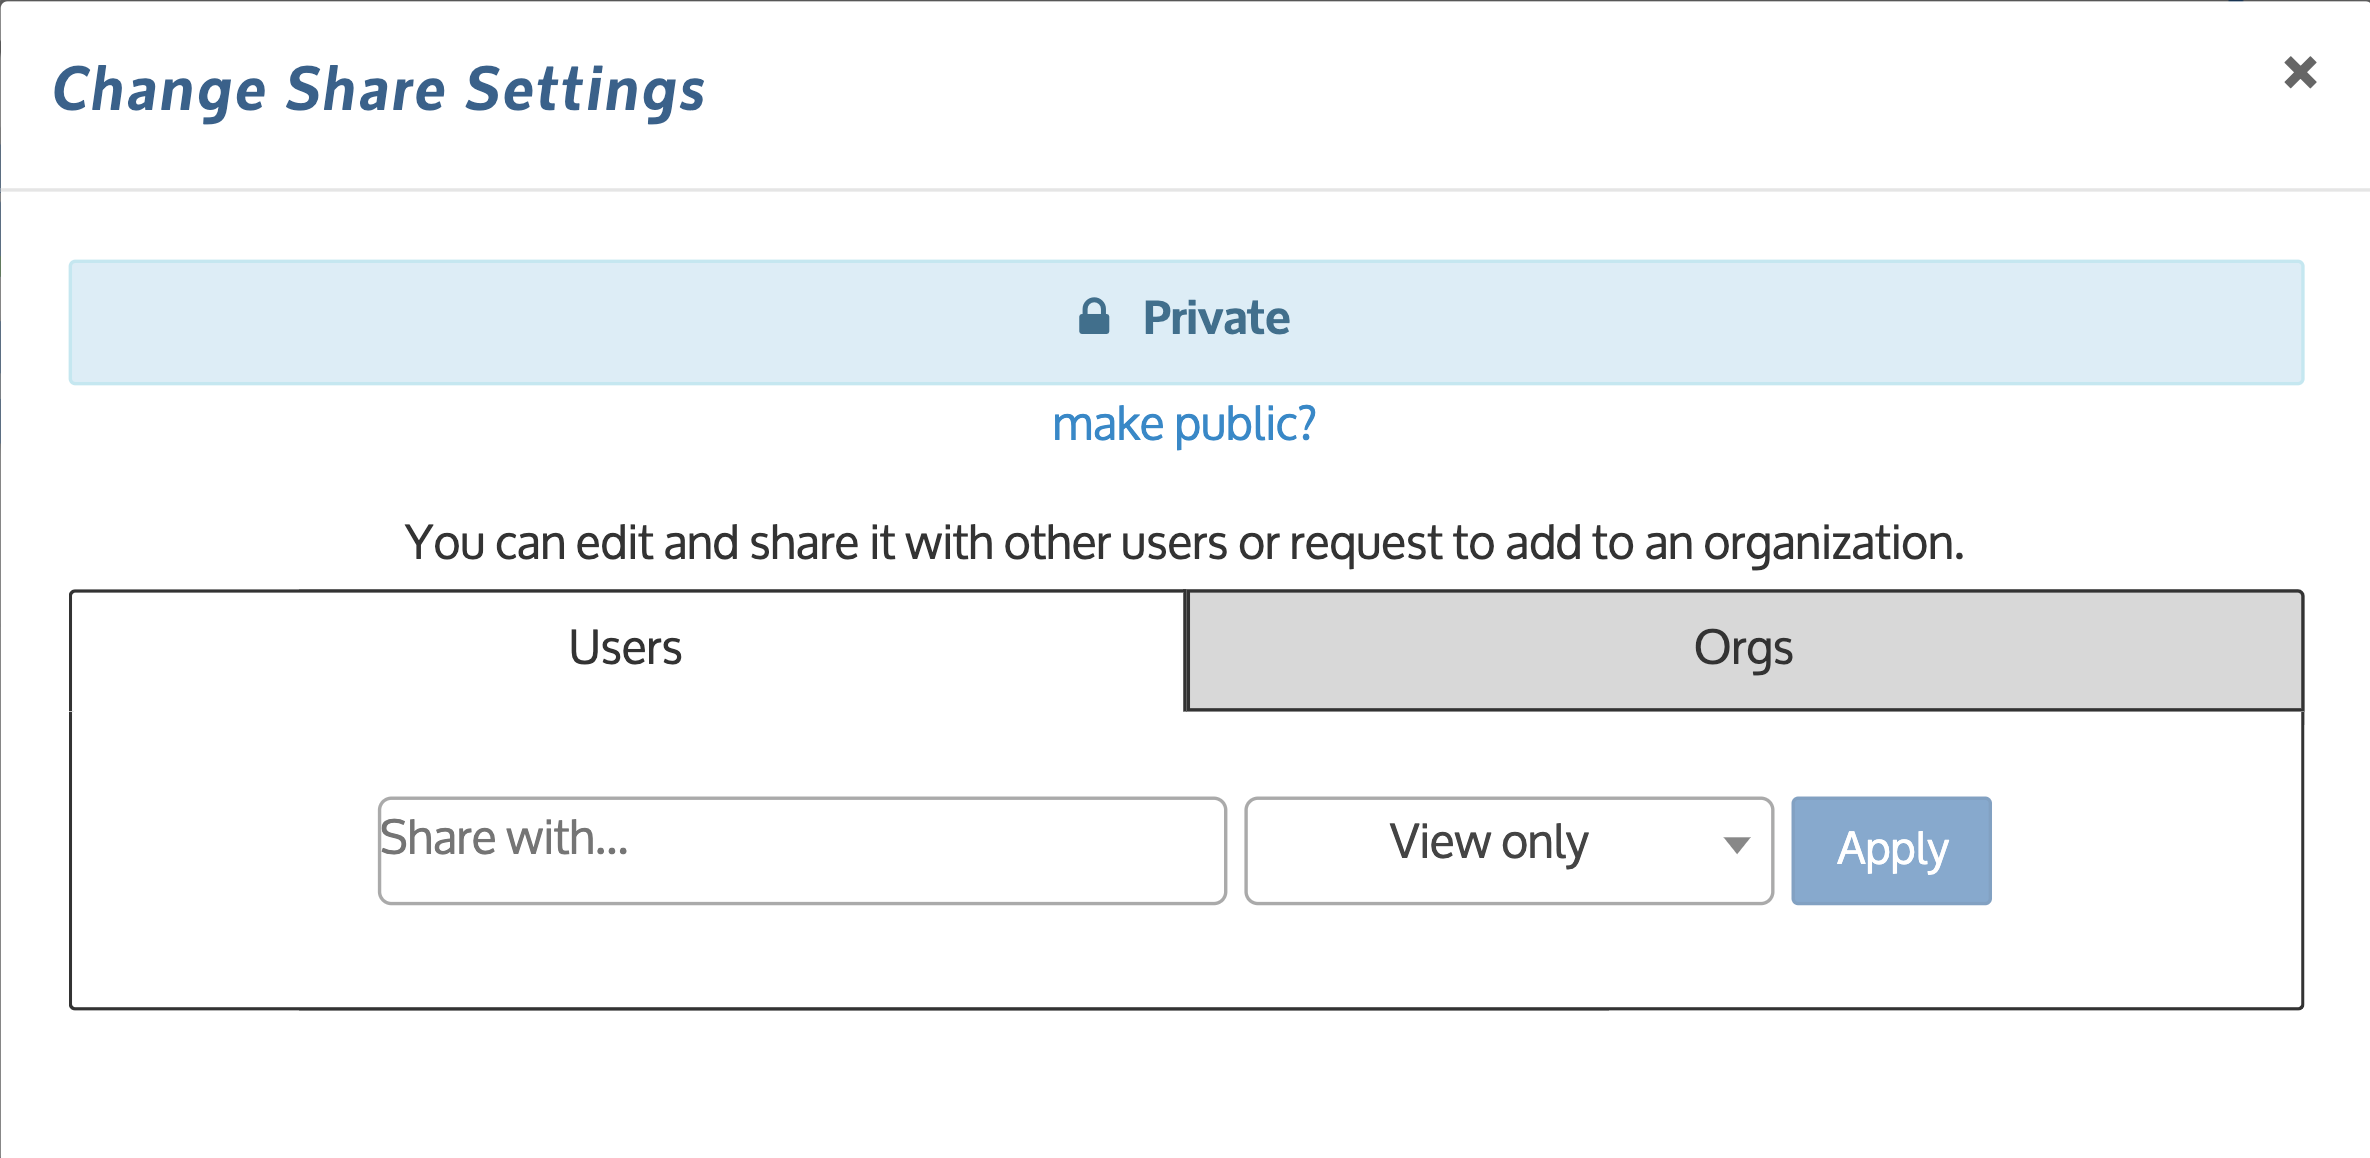 Change Share Settings
Private
make public?
You can edit and share it with other users or request to add to an organization.
Users
Orgs
Share with...
View only
Apply